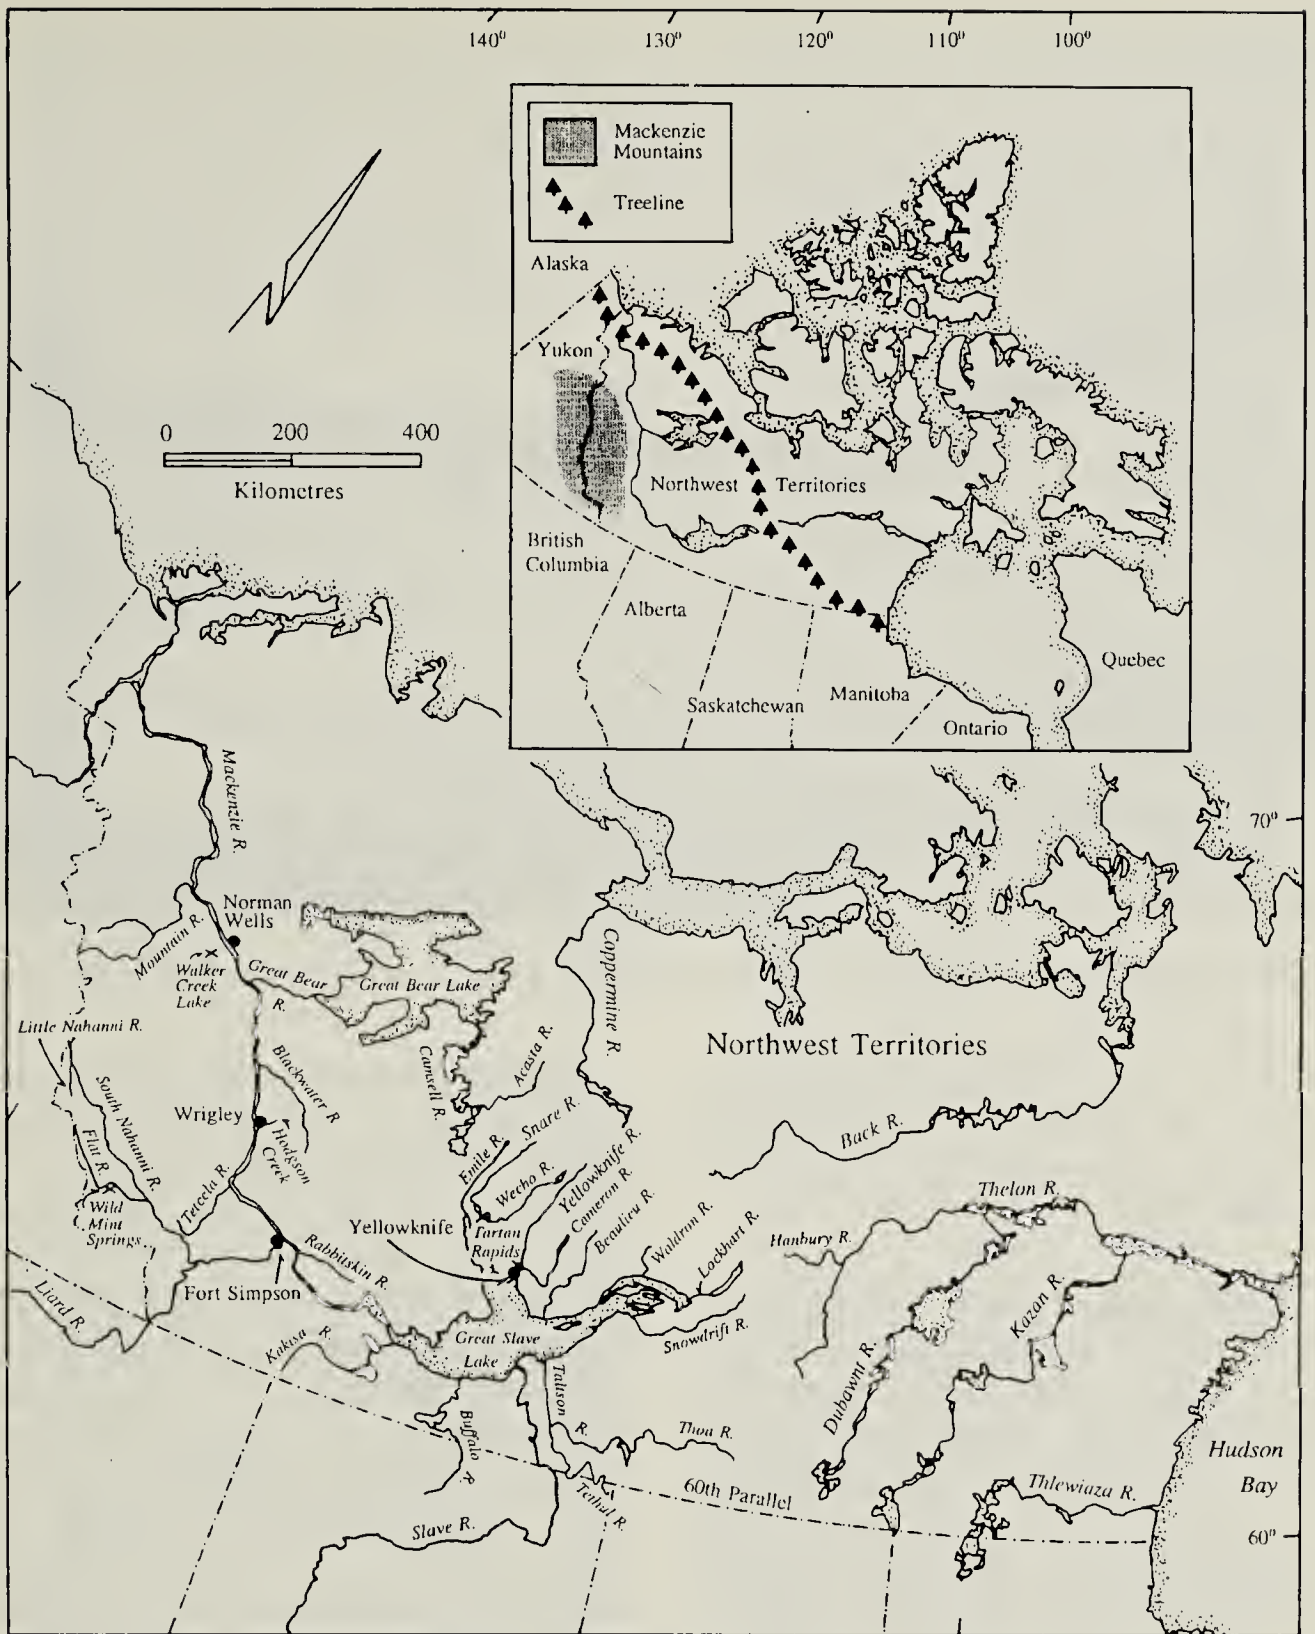 140° 130° 120° 110° 100°
Mackenzie
Mountains
Treeline
Alaska
Yukon
Northwest Territories
British
Columbia
Alberta
Saskatchewan
Manitoba
Ontario
Quebec
0 200 400
Kilometres
70°
Mackenzie R.
Norman
Wells
Mountain R.
Walker
Creek
Lake
Great Bear
R.
Great Bear Lake
Coppermine R.
Little Nahanni R.
Northwest Territories
South Nahanni R.
Flat R.
Blackwater R
Camsell R.
Acasta R.
Wrigley
Hodgson
Creek
Snare R.
Emile R.
Back R.
Wecho R.
Yellowknife R.
Cameron R.
Beaulieu R.
Tetcela R.
Wild
Mint
Springs
Thelon R.
Yellowknife
Tartan
Rapids
Waldron R.
Lockhart R.
Hanbury R.
Rabbitskin R.
Fort Simpson
Liard R.
Kazan R.
Kakisa R.
Great Slave
Lake
Snowdrift R.
Dubawnt R.
Taltson
R.
Buffalo
R.
Thoa R.
Hudson
Bay
60th Parallel
Tethul R.
Thlewiaza R.
Slave R.
60°